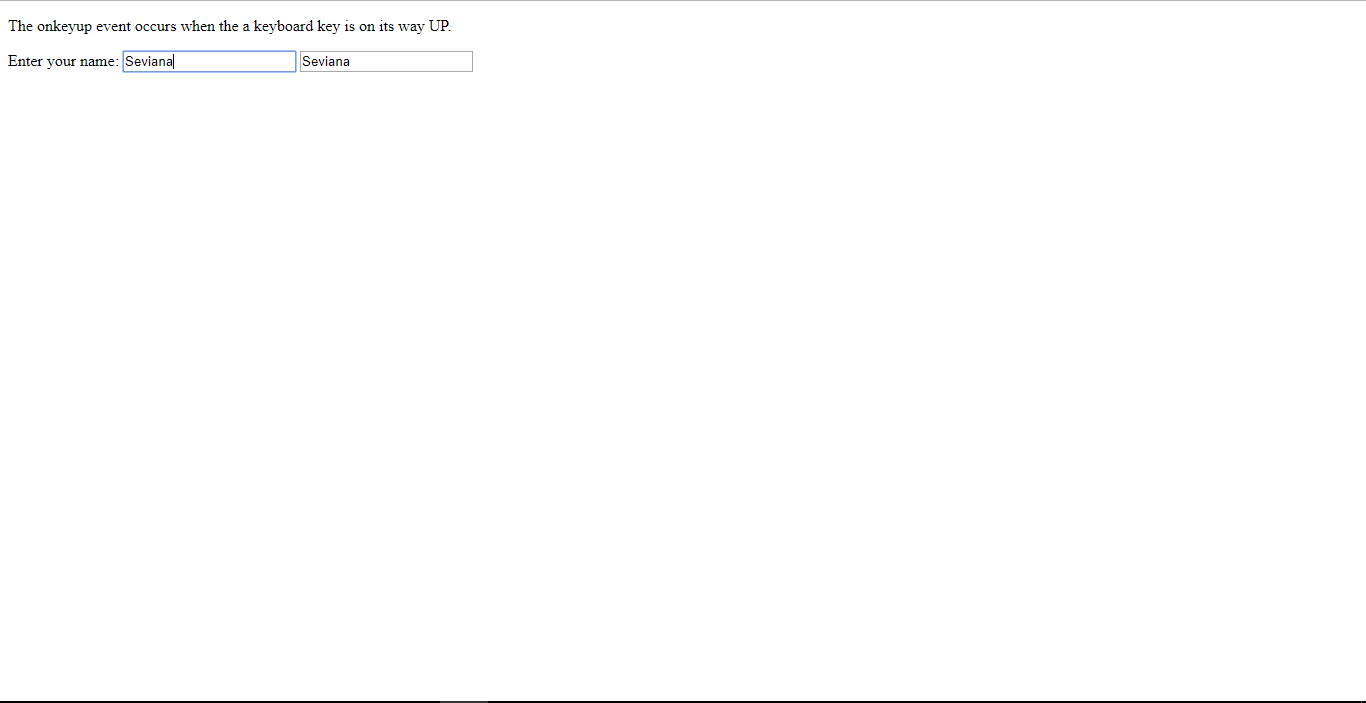 The onkeyup event occurs when the a keyboard key is on its way UP.
Enter your name: Seviana Seviana